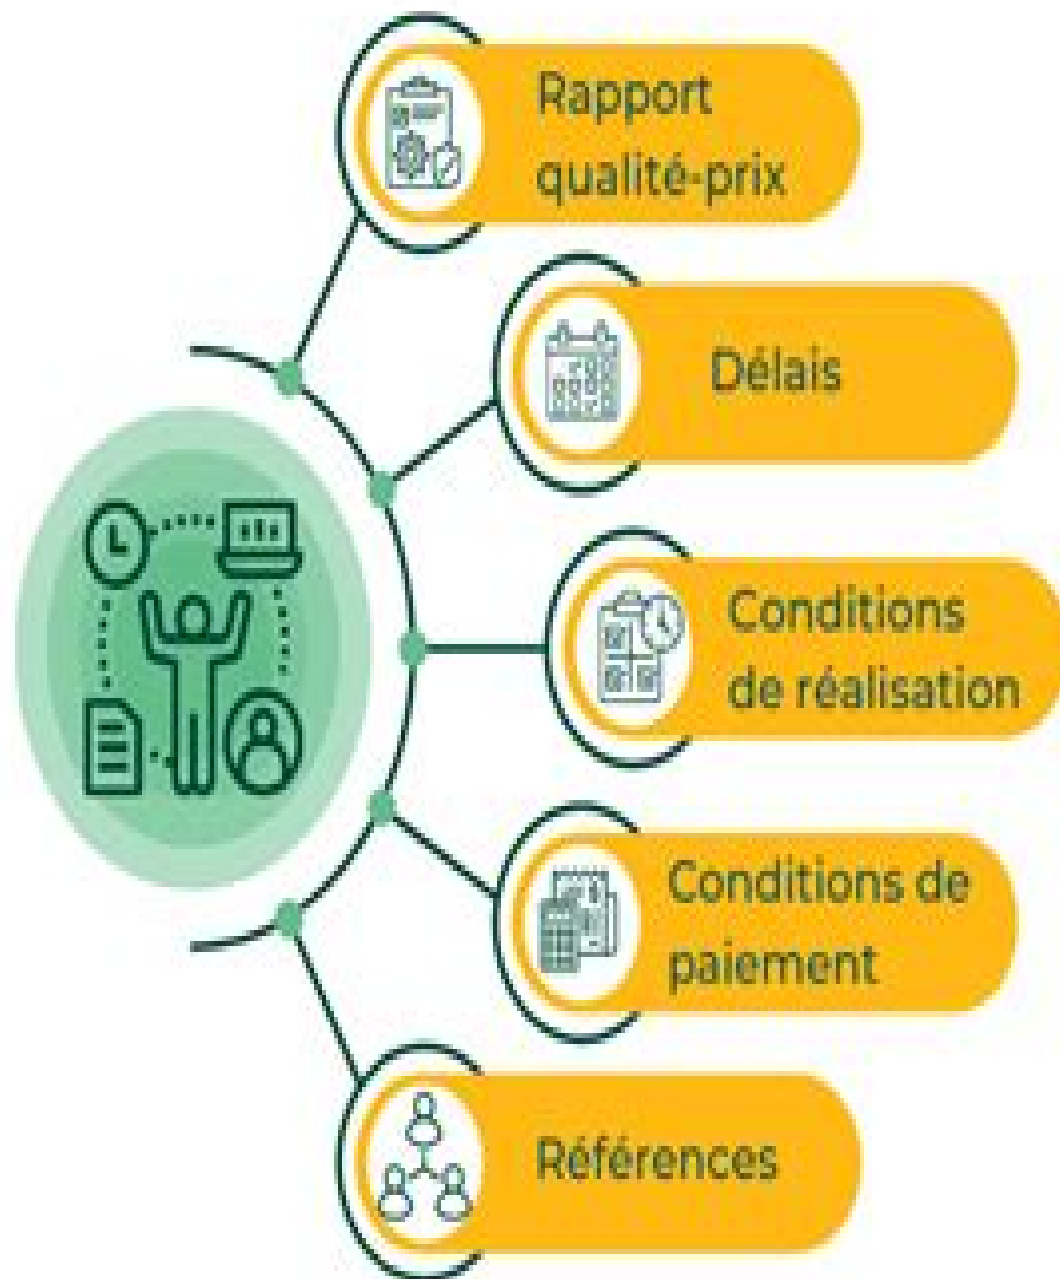 Rapport
qualité-prix
Délais
Conditions
de réalisation
Conditions de
paiement
Références